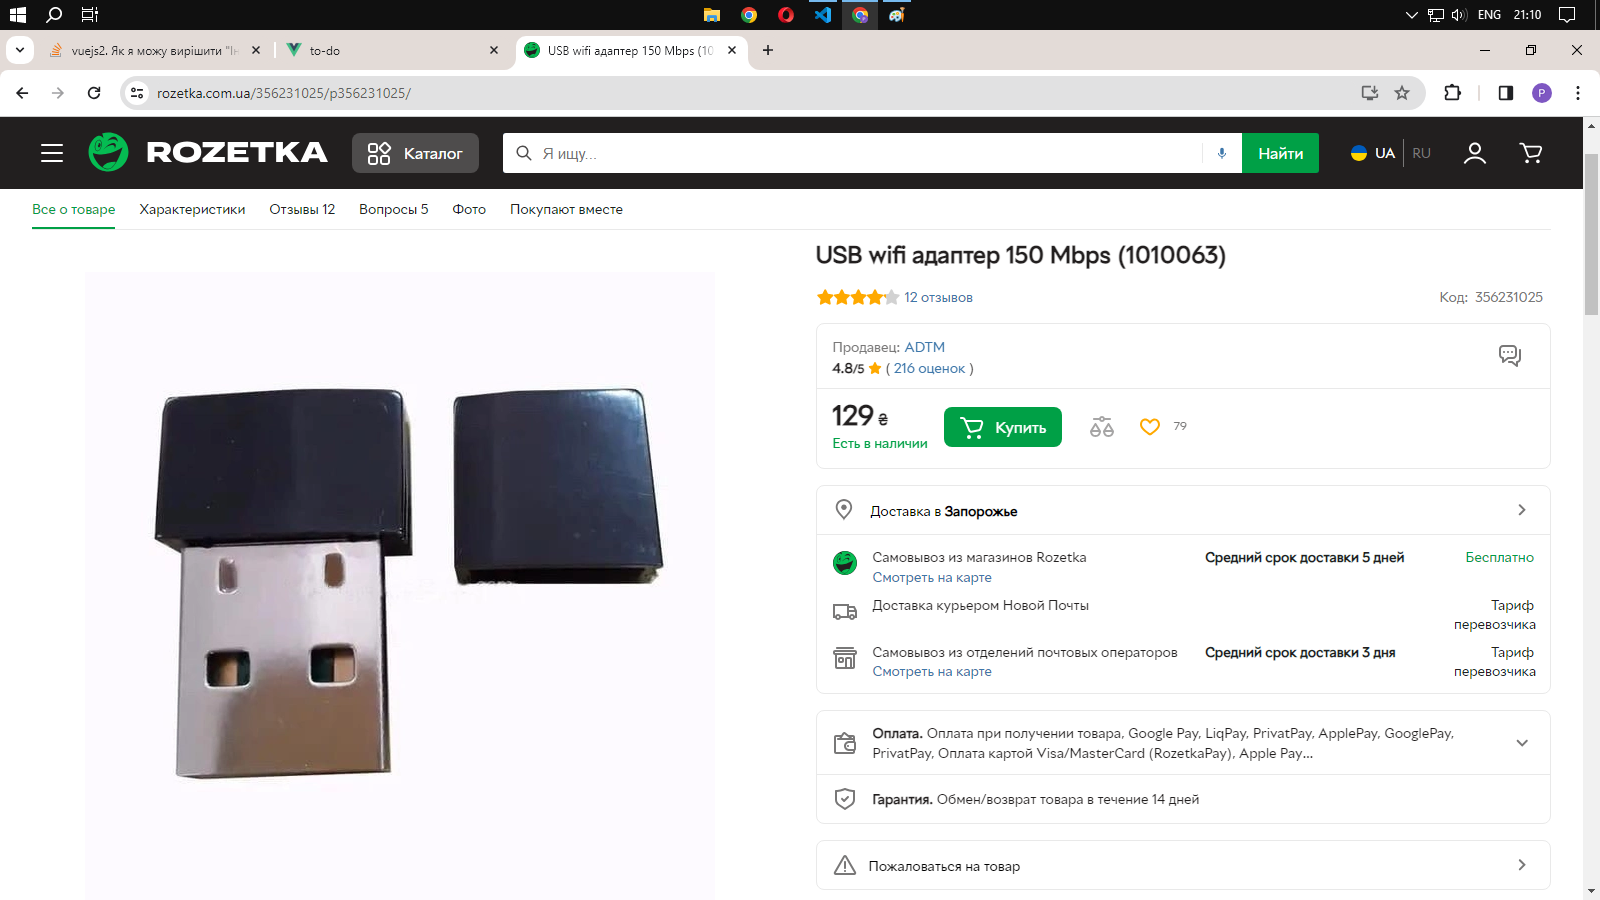 ENG 21:10
vuejs2. Як я можу вирішити "Ін
to-do
USB wifi адаптер 150 Mbps (10
rozetka.com.ua/356231025/p356231025/
P
ROZETKA
Каталог
Я ищу...
Найти
UA RU
Все о товаре Характеристики Отзывы 12 Вопросы 5 Фото Покупают вместе
USB wifi адаптер 150 Mbps (1010063)
12 отзывов Код: 356231025
Продавец: ADTM
4.8/5 ( 216 оценок )
129 ₴ Купить 79
Есть в наличии
Доставка в Запорожье
Самовывоз из магазинов Rozetka Средний срок доставки 5 дней Бесплатно
Смотреть на карте
Доставка курьером Новой Почты Тариф
перевозчика
Самовывоз из отделений почтовых операторов Средний срок доставки 3 дня Тариф
Смотреть на карте перевозчика
Оплата. Оплата при получении товара, Google Pay, LiqPay, PrivatPay, ApplePay, GooglePay,
PrivatPay, Оплата картой Visa/MasterCard (RozetkaPay), Apple Pay...
Гарантия. Обмен/возврат товара в течение 14 дней
Пожаловаться на товар